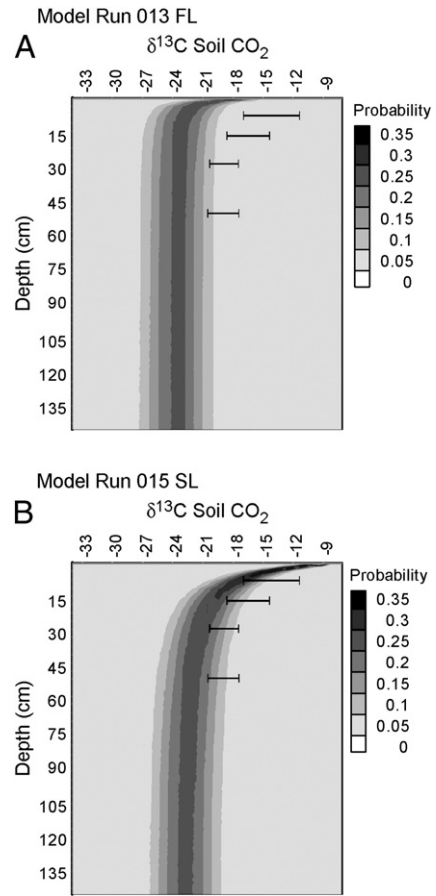 Model Run 013 FL
A
δ13C Soil CO2
-33 -30 -27 -24 -21 -18 -15 -12 -9
Depth (cm)
15
30
45
60
75
90
105
120
135
Probability
0.35
0.3
0.25
0.2
0.15
0.1
0.05
0
Model Run 015 SL
B
δ13C Soil CO2
-33 -30 -27 -24 -21 -18 -15 -12 -9
Depth (cm)
15
30
45
60
75
90
105
120
135
Probability
0.35
0.3
0.25
0.2
0.15
0.1
0.05
0